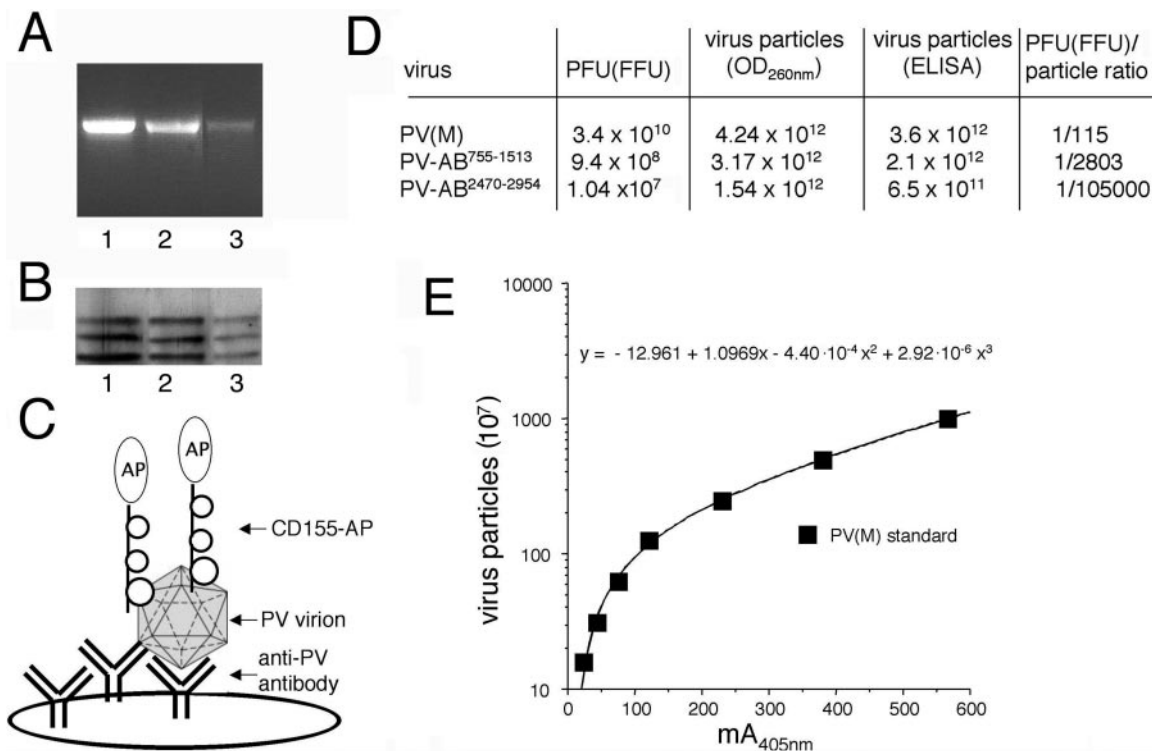 A
1 2 3
B
1 2 3
C
AP
AP
CD155-AP
PV virion
anti-PV
antibody
D
virus
PFU(FFU)
virus particles
(OD260nm)
virus particles
(ELISA)
PFU(FFU)/
particle ratio
PV(M) 3.4 x 10^10 4.24 x 10^12 3.6 x 10^12 1/115
PV-AB^755-1513 9.4 x 10^8 3.17 x 10^12 2.1 x 10^12 1/2803
PV-AB^2470-2954 1.04 x10^7 1.54 x 10^12 6.5 x 10^11 1/105000
E
10000
y = - 12.961 + 1.0969x - 4.40 ·10^-4 x^2 + 2.92·10^-6 x^3
1000
PV(M) standard
virus particles (10^7)
100
10
0 100 200 300 400 500 600
mA405nm